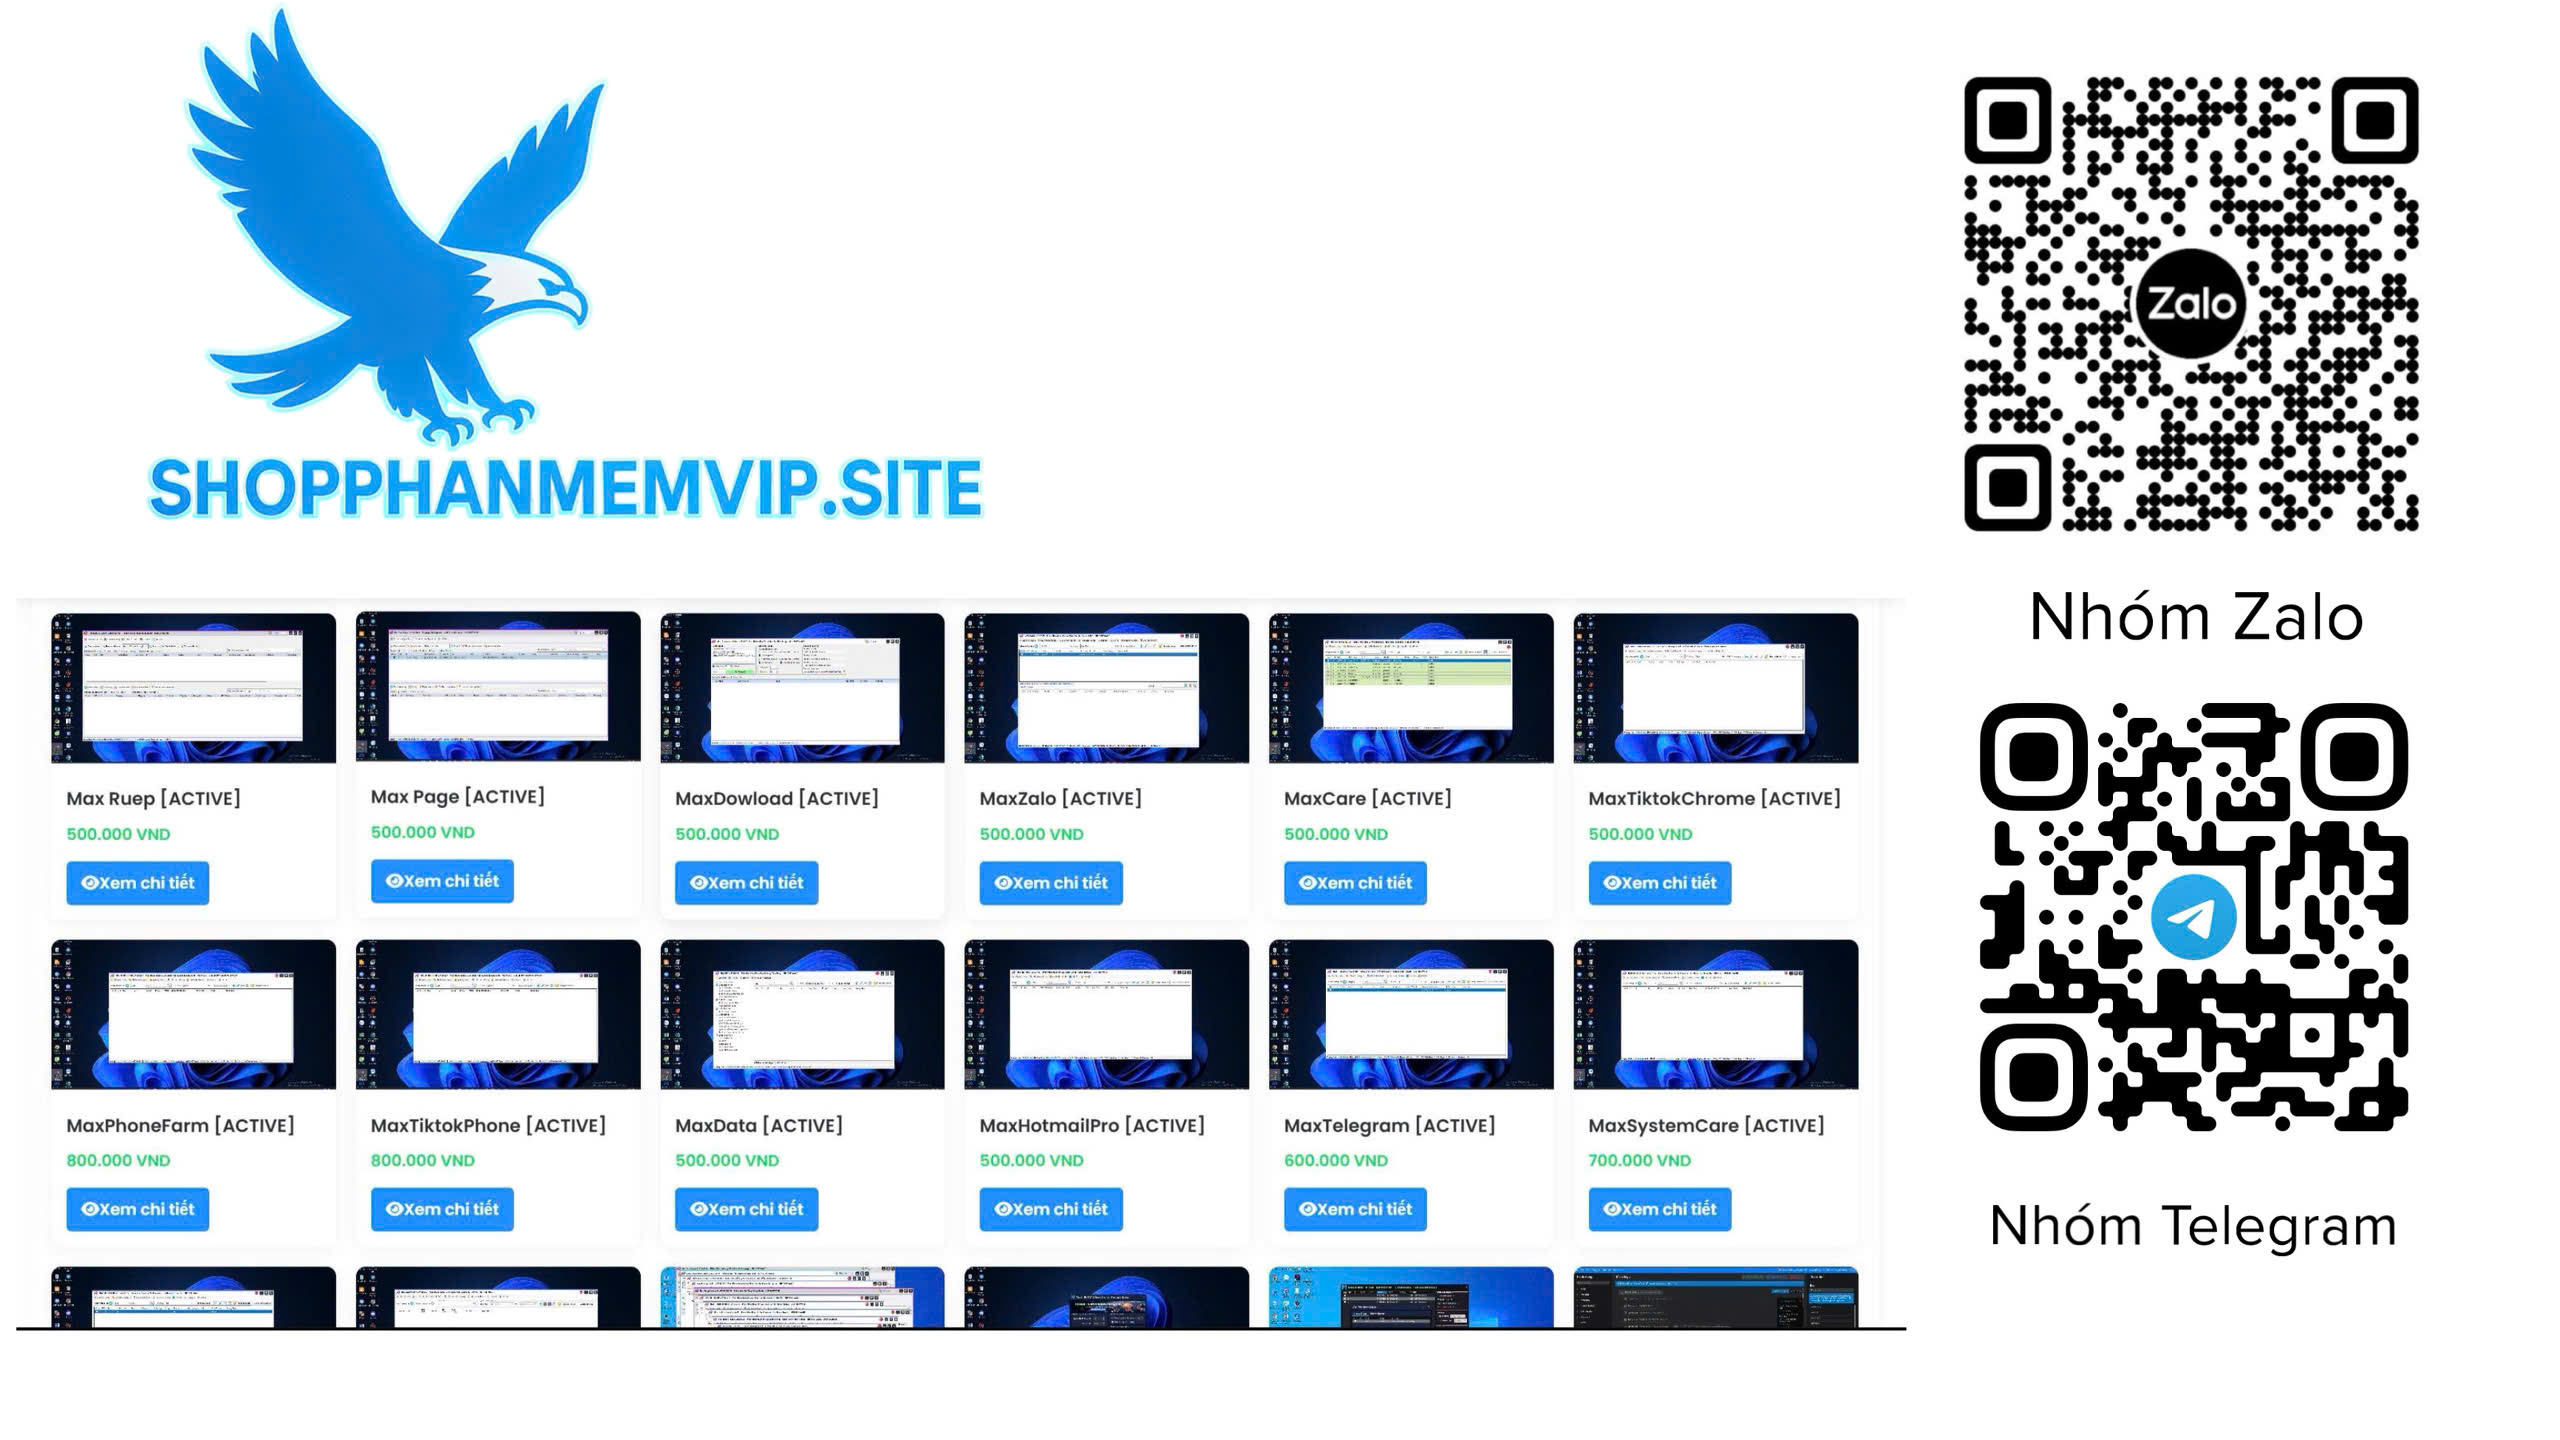 SHOPPHANMEMVIP.SITE
Zalo
Nhóm Zalo
Nhóm Telegram
Max Ruep [ACTIVE]
500.000 VND
Xem chi tiết
Max Page [ACTIVE]
500.000 VND
Xem chi tiết
MaxDowload [ACTIVE]
500.000 VND
Xem chi tiết
MaxZalo [ACTIVE]
500.000 VND
Xem chi tiết
MaxCare [ACTIVE]
500.000 VND
Xem chi tiết
MaxTiktokChrome [ACTIVE]
500.000 VND
Xem chi tiết
MaxPhoneFarm [ACTIVE]
800.000 VND
Xem chi tiết
MaxTiktokPhone [ACTIVE]
800.000 VND
Xem chi tiết
MaxData [ACTIVE]
500.000 VND
Xem chi tiết
MaxHotmailPro [ACTIVE]
500.000 VND
Xem chi tiết
MaxTelegram [ACTIVE]
600.000 VND
Xem chi tiết
MaxSystemCare [ACTIVE]
700.000 VND
Xem chi tiết